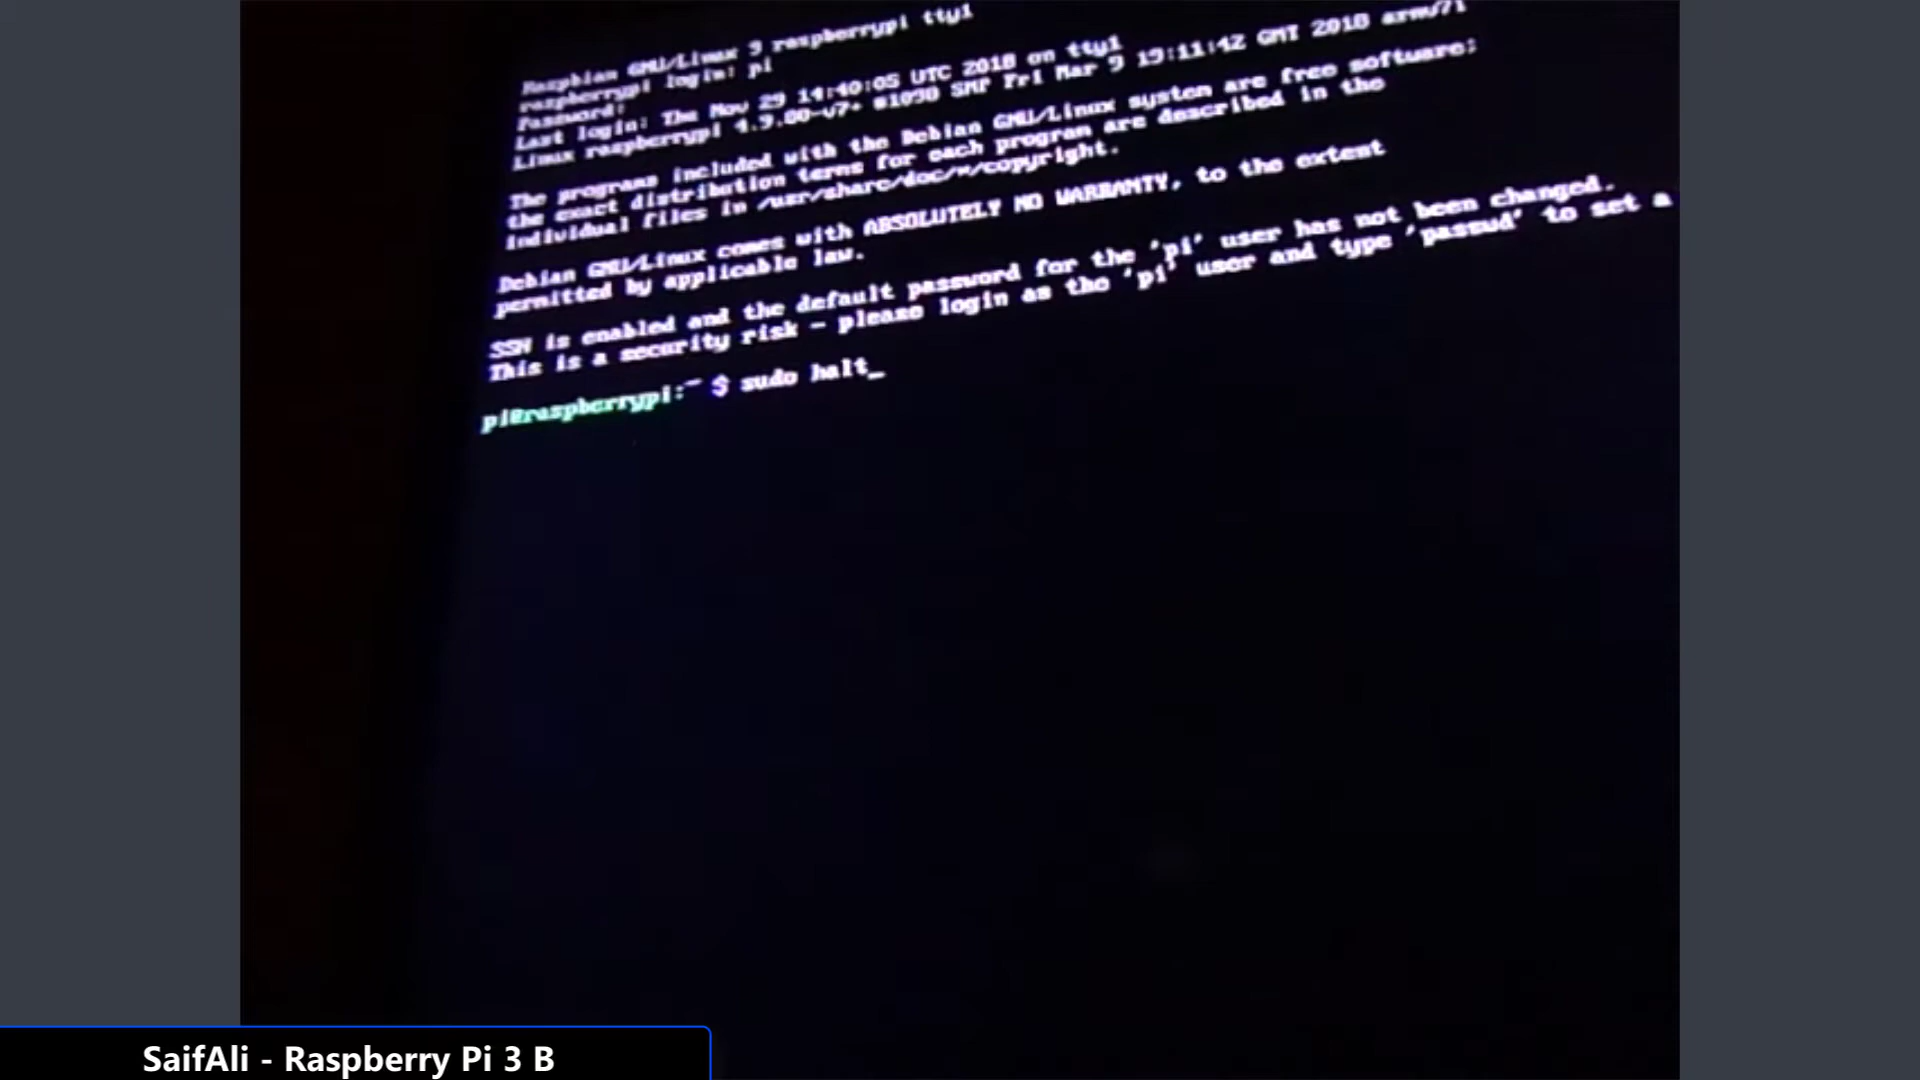 Raspbian GNU/Linux 9 raspberrypi tty1
raspberrypi login: pi
Password:
Last login: Thu Nov 29 14:40:05 UTC 2018 on tty1
Linux raspberrypi 4.9.80-v7+ #1098 SMP Fri Mar 9 19:11:42 GMT 2018 armv7l
The programs included with the Debian GNU/Linux system are free software;
the exact distribution terms for each program are described in the
individual files in /usr/share/doc/*/copyright.
Debian GNU/Linux comes with ABSOLUTELY NO WARRANTY, to the extent
permitted by applicable law.
SSH is enabled and the default password for the 'pi' user has not been changed.
This is a security risk - please login as the 'pi' user and type 'passwd' to set a
pi@raspberrypi:~ $ sudo halt_
SaifAli - Raspberry Pi 3 B